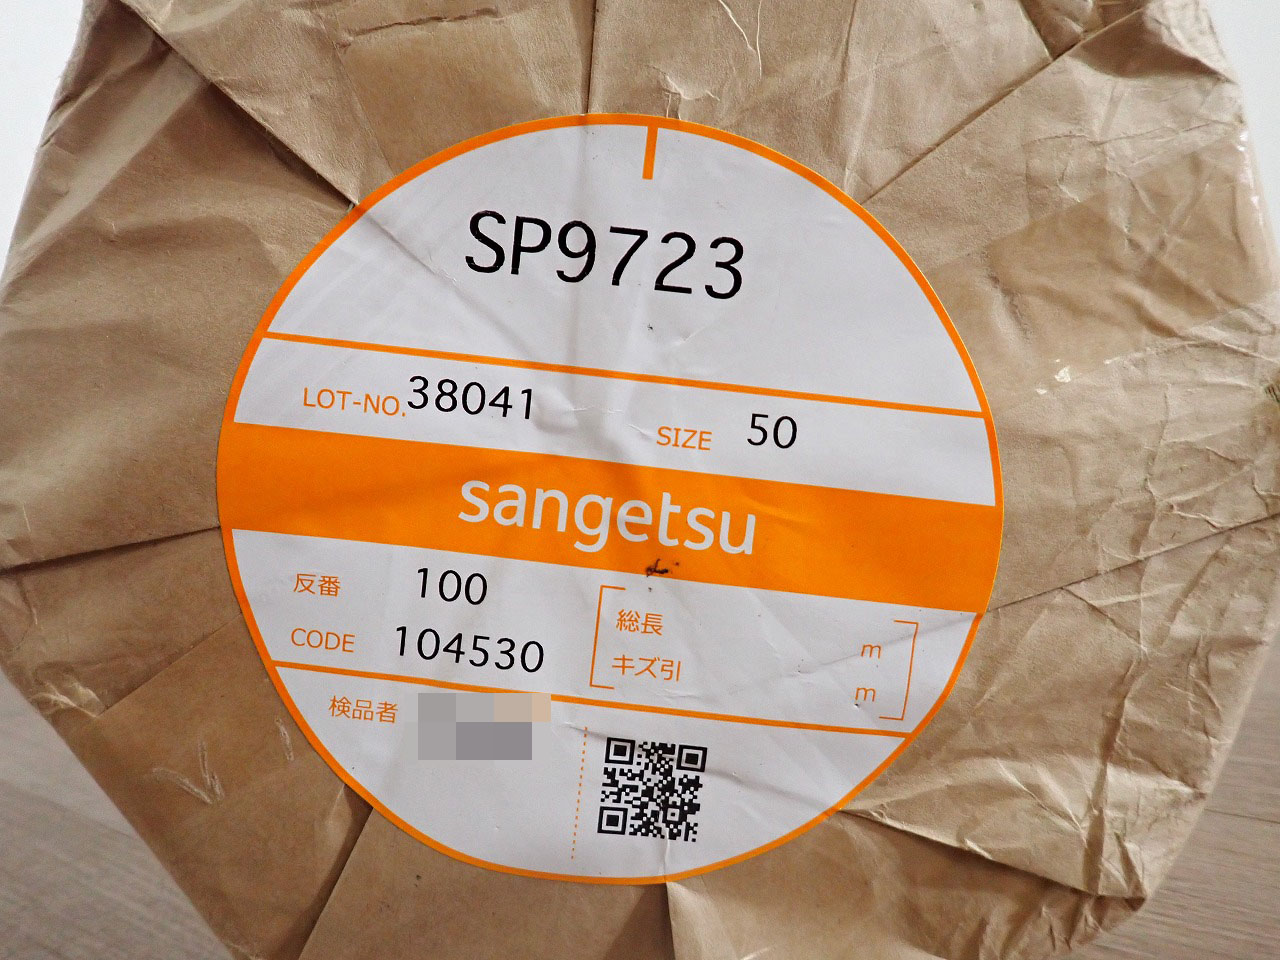 SP9723
LOT-NO. 38041 SIZE 50
sangetsu
反番 100
CODE 104530
総長 m
キズ引 m
検品者